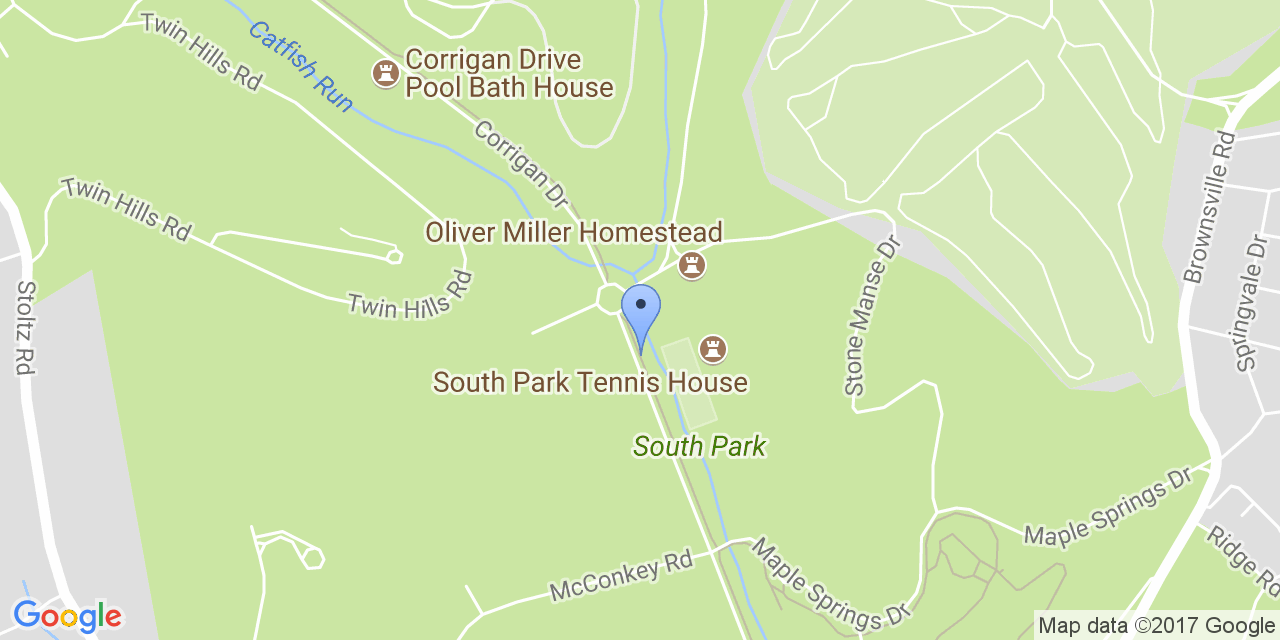 Twin Hills Rd
Catfish Run
Corrigan Drive
Pool Bath House
Corrigan Dr
Brownsville Rd
Twin Hills Rd
Oliver Miller Homestead
Stone Manse Dr
Springvale Dr
Stoltz Rd
Twin Hills Rd
South Park Tennis House
South Park
Maple Springs Dr
Ridge Rd
McConkey Rd
Maple Springs Dr
Google
Map data ©2017 Google